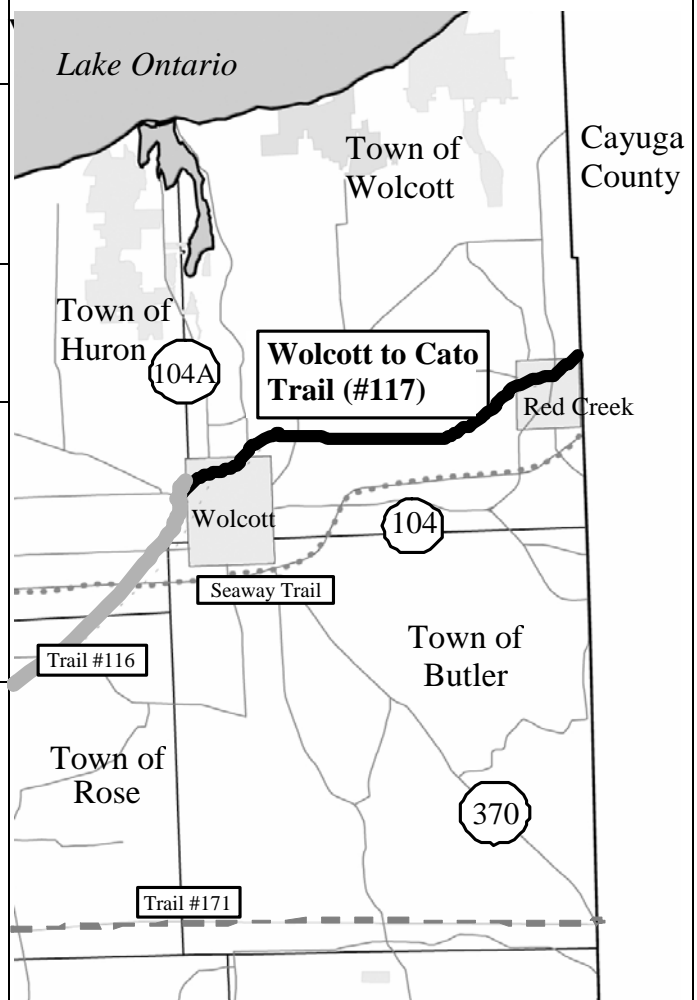 Lake Ontario
Town of
Wolcott
Cayuga
County
Town of
Huron
104A
Wolcott to Cato
Trail (#117)
Red Creek
Wolcott
104
Seaway Trail
Town of
Butler
Trail #116
Town of
Rose
370
Trail #171